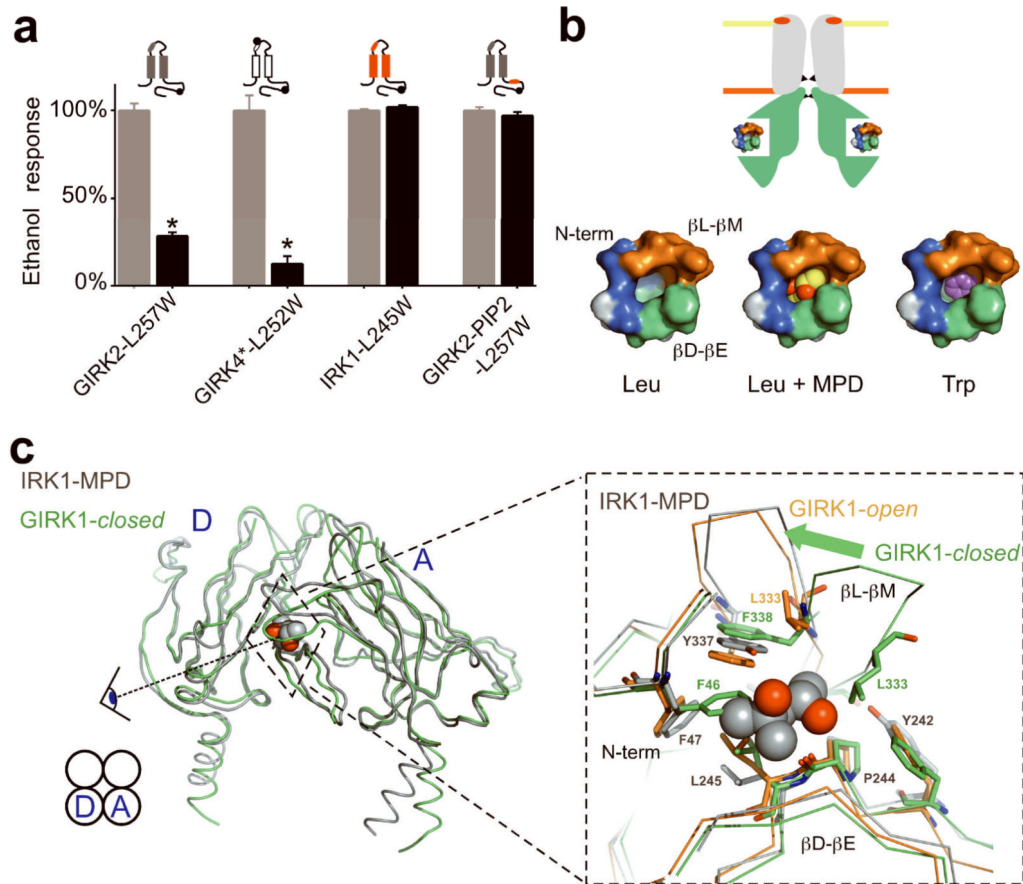 a
Ethanol response
100%
50%
0%
*
*
GIRK2-L257W
GIRK4*-L252W
IRK1-L245W
GIRK2-PIP2
-L257W
b
N-term
βL-βM
βD-βE
Leu
Leu + MPD
Trp
c
IRK1-MPD
GIRK1-closed
D
A
D
A
IRK1-MPD
GIRK1-open
GIRK1-closed
βL-βM
L333
F338
Y337
L333
F46
Y242
F47
N-term
L245
P244
βD-βE